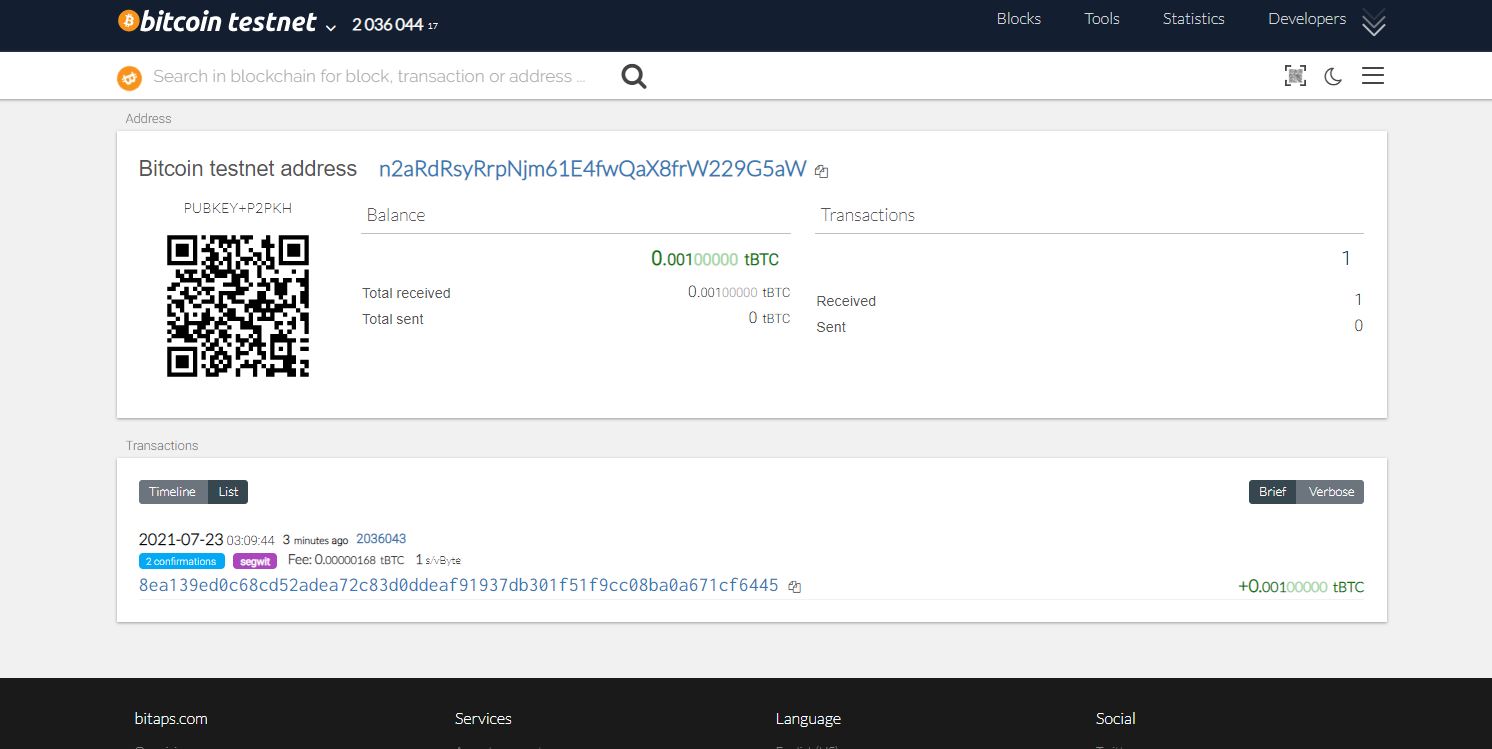 bitcoin testnet 2 036 044 17 Blocks Tools Statistics Developers
Search in blockchain for block, transaction or address ...
Address
Bitcoin testnet address n2aRdRsyRrpNjm61E4fwQaX8frW229G5aW
PUBKEY+P2PKH
Balance
0.00100000 tBTC
Total received 0.00100000 tBTC
Total sent 0 tBTC
Transactions
1
Received 1
Sent 0
Transactions
Timeline List Brief Verbose
2021-07-23 03:09:44 3 minutes ago 2036043
2 confirmations segwit Fee: 0.00000168 tBTC 1 s/vByte
8ea139ed0c68cd52adea72c83d0ddeaf91937db301f51f9cc08ba0a671cf6445 +0.00100000 tBTC
bitaps.com Services Language Social